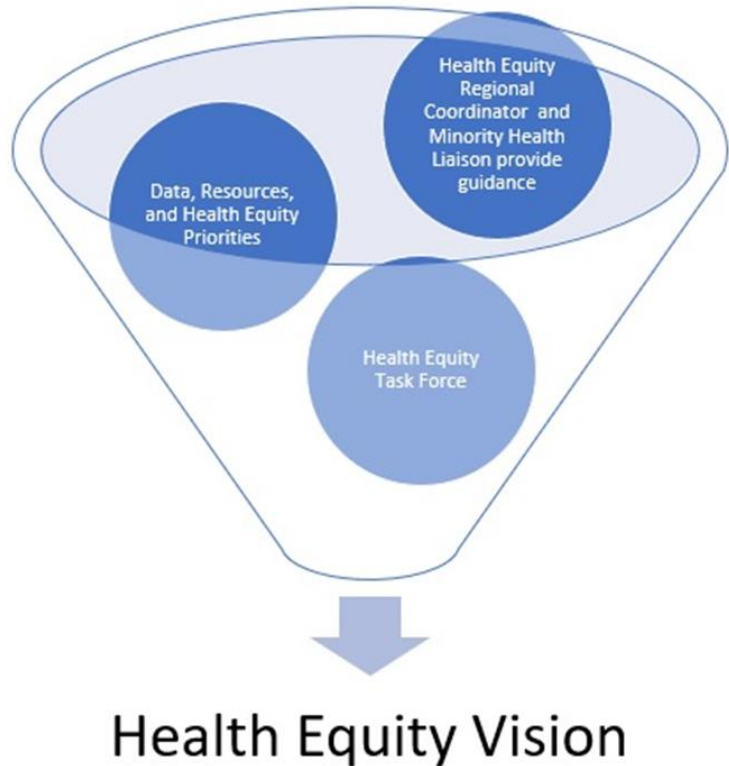 Health Equity
Regional
Coordinator and
Minority Health
Liaison provide
guidance
Data, Resources,
and Health Equity
Priorities
Health Equity
Task Force
Health Equity Vision